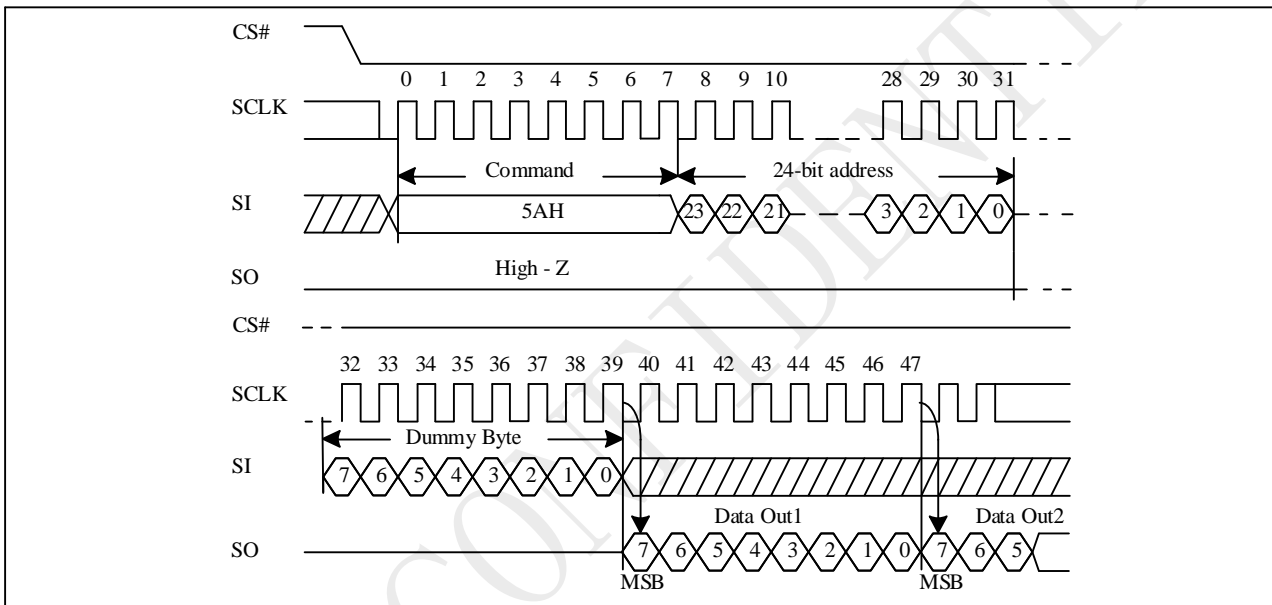 CS#
0 1 2 3 4 5 6 7 8 9 10 28 29 30 31
SCLK
Command 24-bit address
SI 5AH 23 22 21 3 2 1 0
High - Z
SO
CS#
32 33 34 35 36 37 38 39 40 41 42 43 44 45 46 47
SCLK
Dummy Byte
SI 7 6 5 4 3 2 1 0
Data Out1 Data Out2
SO 7 6 5 4 3 2 1 0 7 6 5
MSB MSB
CONFIDENTI